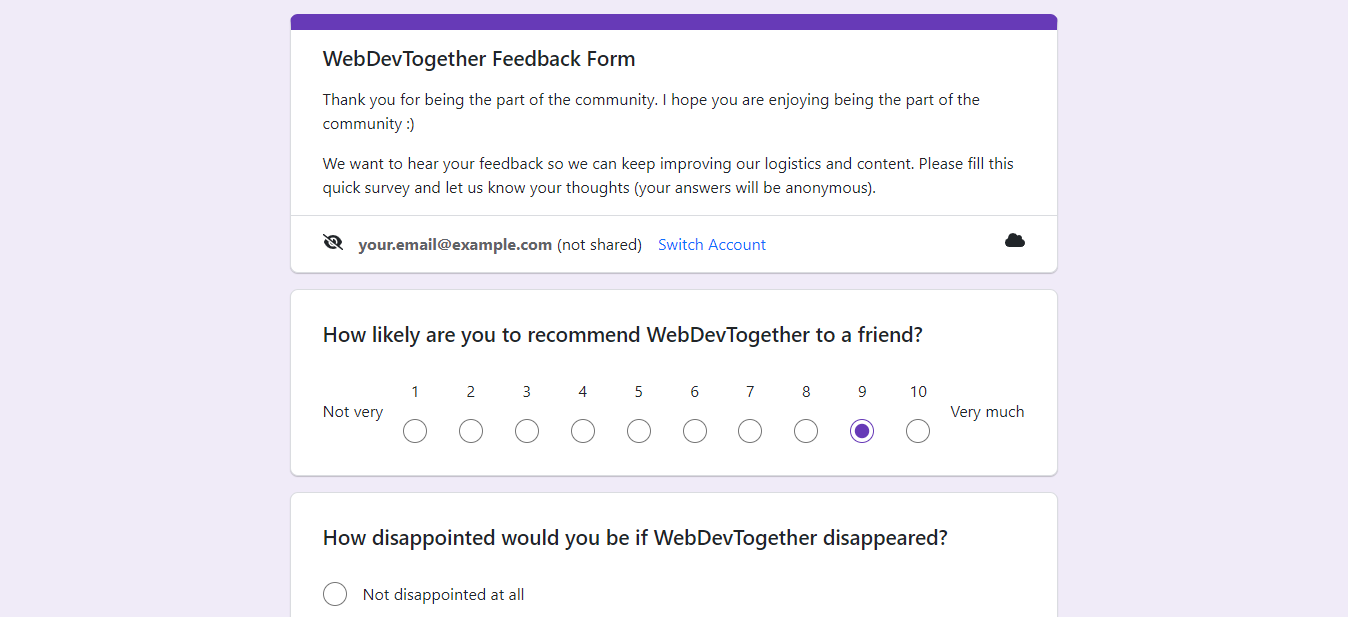 WebDevTogether Feedback Form
Thank you for being the part of the community. I hope you are enjoying being the part of the
community :)
We want to hear your feedback so we can keep improving our logistics and content. Please fill this
quick survey and let us know your thoughts (your answers will be anonymous).
your.email@example.com (not shared) Switch Account
How likely are you to recommend WebDevTogether to a friend?
1 2 3 4 5 6 7 8 9 10
Not very Very much
How disappointed would you be if WebDevTogether disappeared?
Not disappointed at all